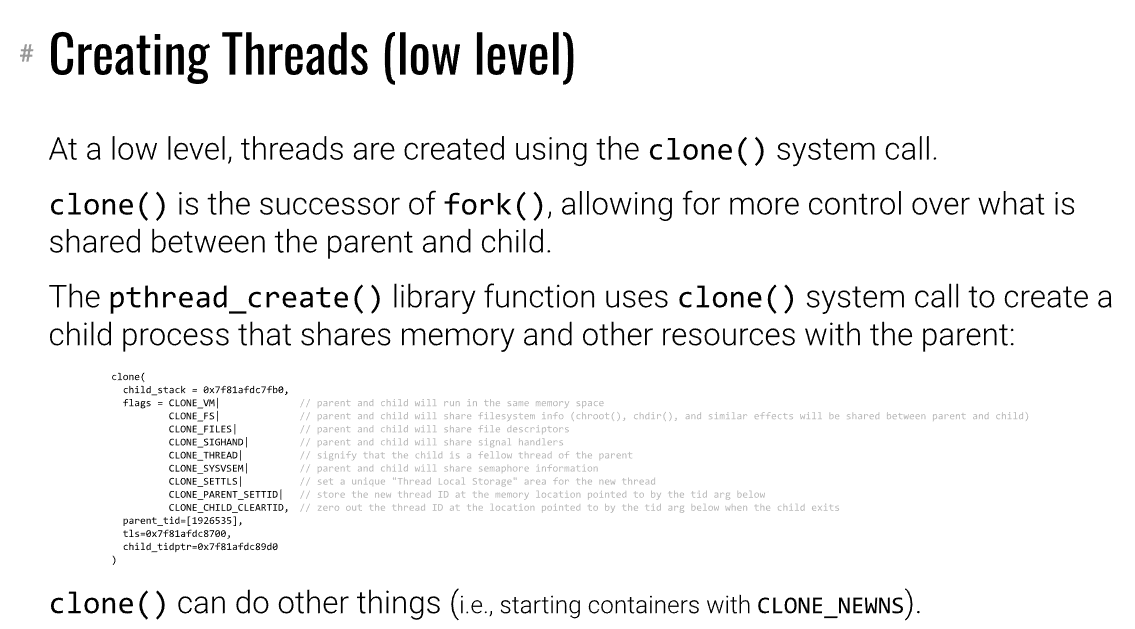 # Creating Threads (low level)
At a low level, threads are created using the clone() system call.
clone() is the successor of fork(), allowing for more control over what is
shared between the parent and child.
The pthread_create() library function uses clone() system call to create a
child process that shares memory and other resources with the parent:
clone(
child_stack = 0x7f81afdc7fb0,
flags = CLONE_VM| // parent and child will run in the same memory space
CLONE_FS| // parent and child will share filesystem info (chroot(), chdir(), and similar effects will be shared between parent and child)
CLONE_FILES| // parent and child will share file descriptors
CLONE_SIGHAND| // parent and child will share signal handlers
CLONE_THREAD| // signify that the child is a fellow thread of the parent
CLONE_SYSVSEM| // parent and child will share semaphore information
CLONE_SETTLS| // set a unique "Thread Local Storage" area for the new thread
CLONE_PARENT_SETTID| // store the new thread ID at the memory location pointed to by the tid arg below
CLONE_CHILD_CLEARTID, // zero out the thread ID at the location pointed to by the tid arg below when the child exits
parent_tid=[1926535],
tls=0x7f81afdc8700,
child_tidptr=0x7f81afdc89d0
)
clone() can do other things (i.e., starting containers with CLONE_NEWNS).